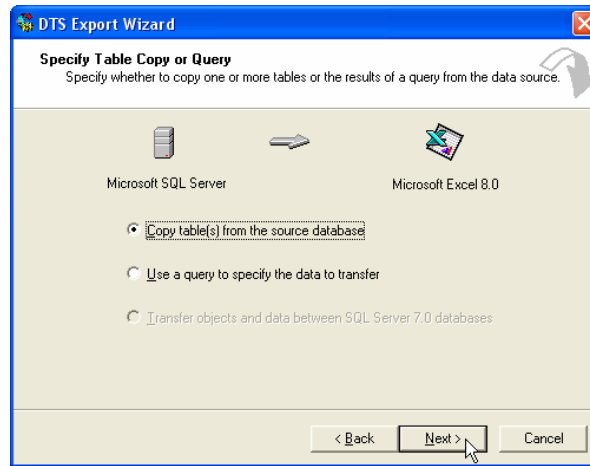 DTS Export Wizard
Specify Table Copy or Query
Specify whether to copy one or more tables or the results of a query from the data source.
Microsoft SQL Server
Microsoft Excel 8.0
Copy table(s) from the source database
Use a query to specify the data to transfer
Transfer objects and data between SQL Server 7.0 databases
< Back Next > Cancel